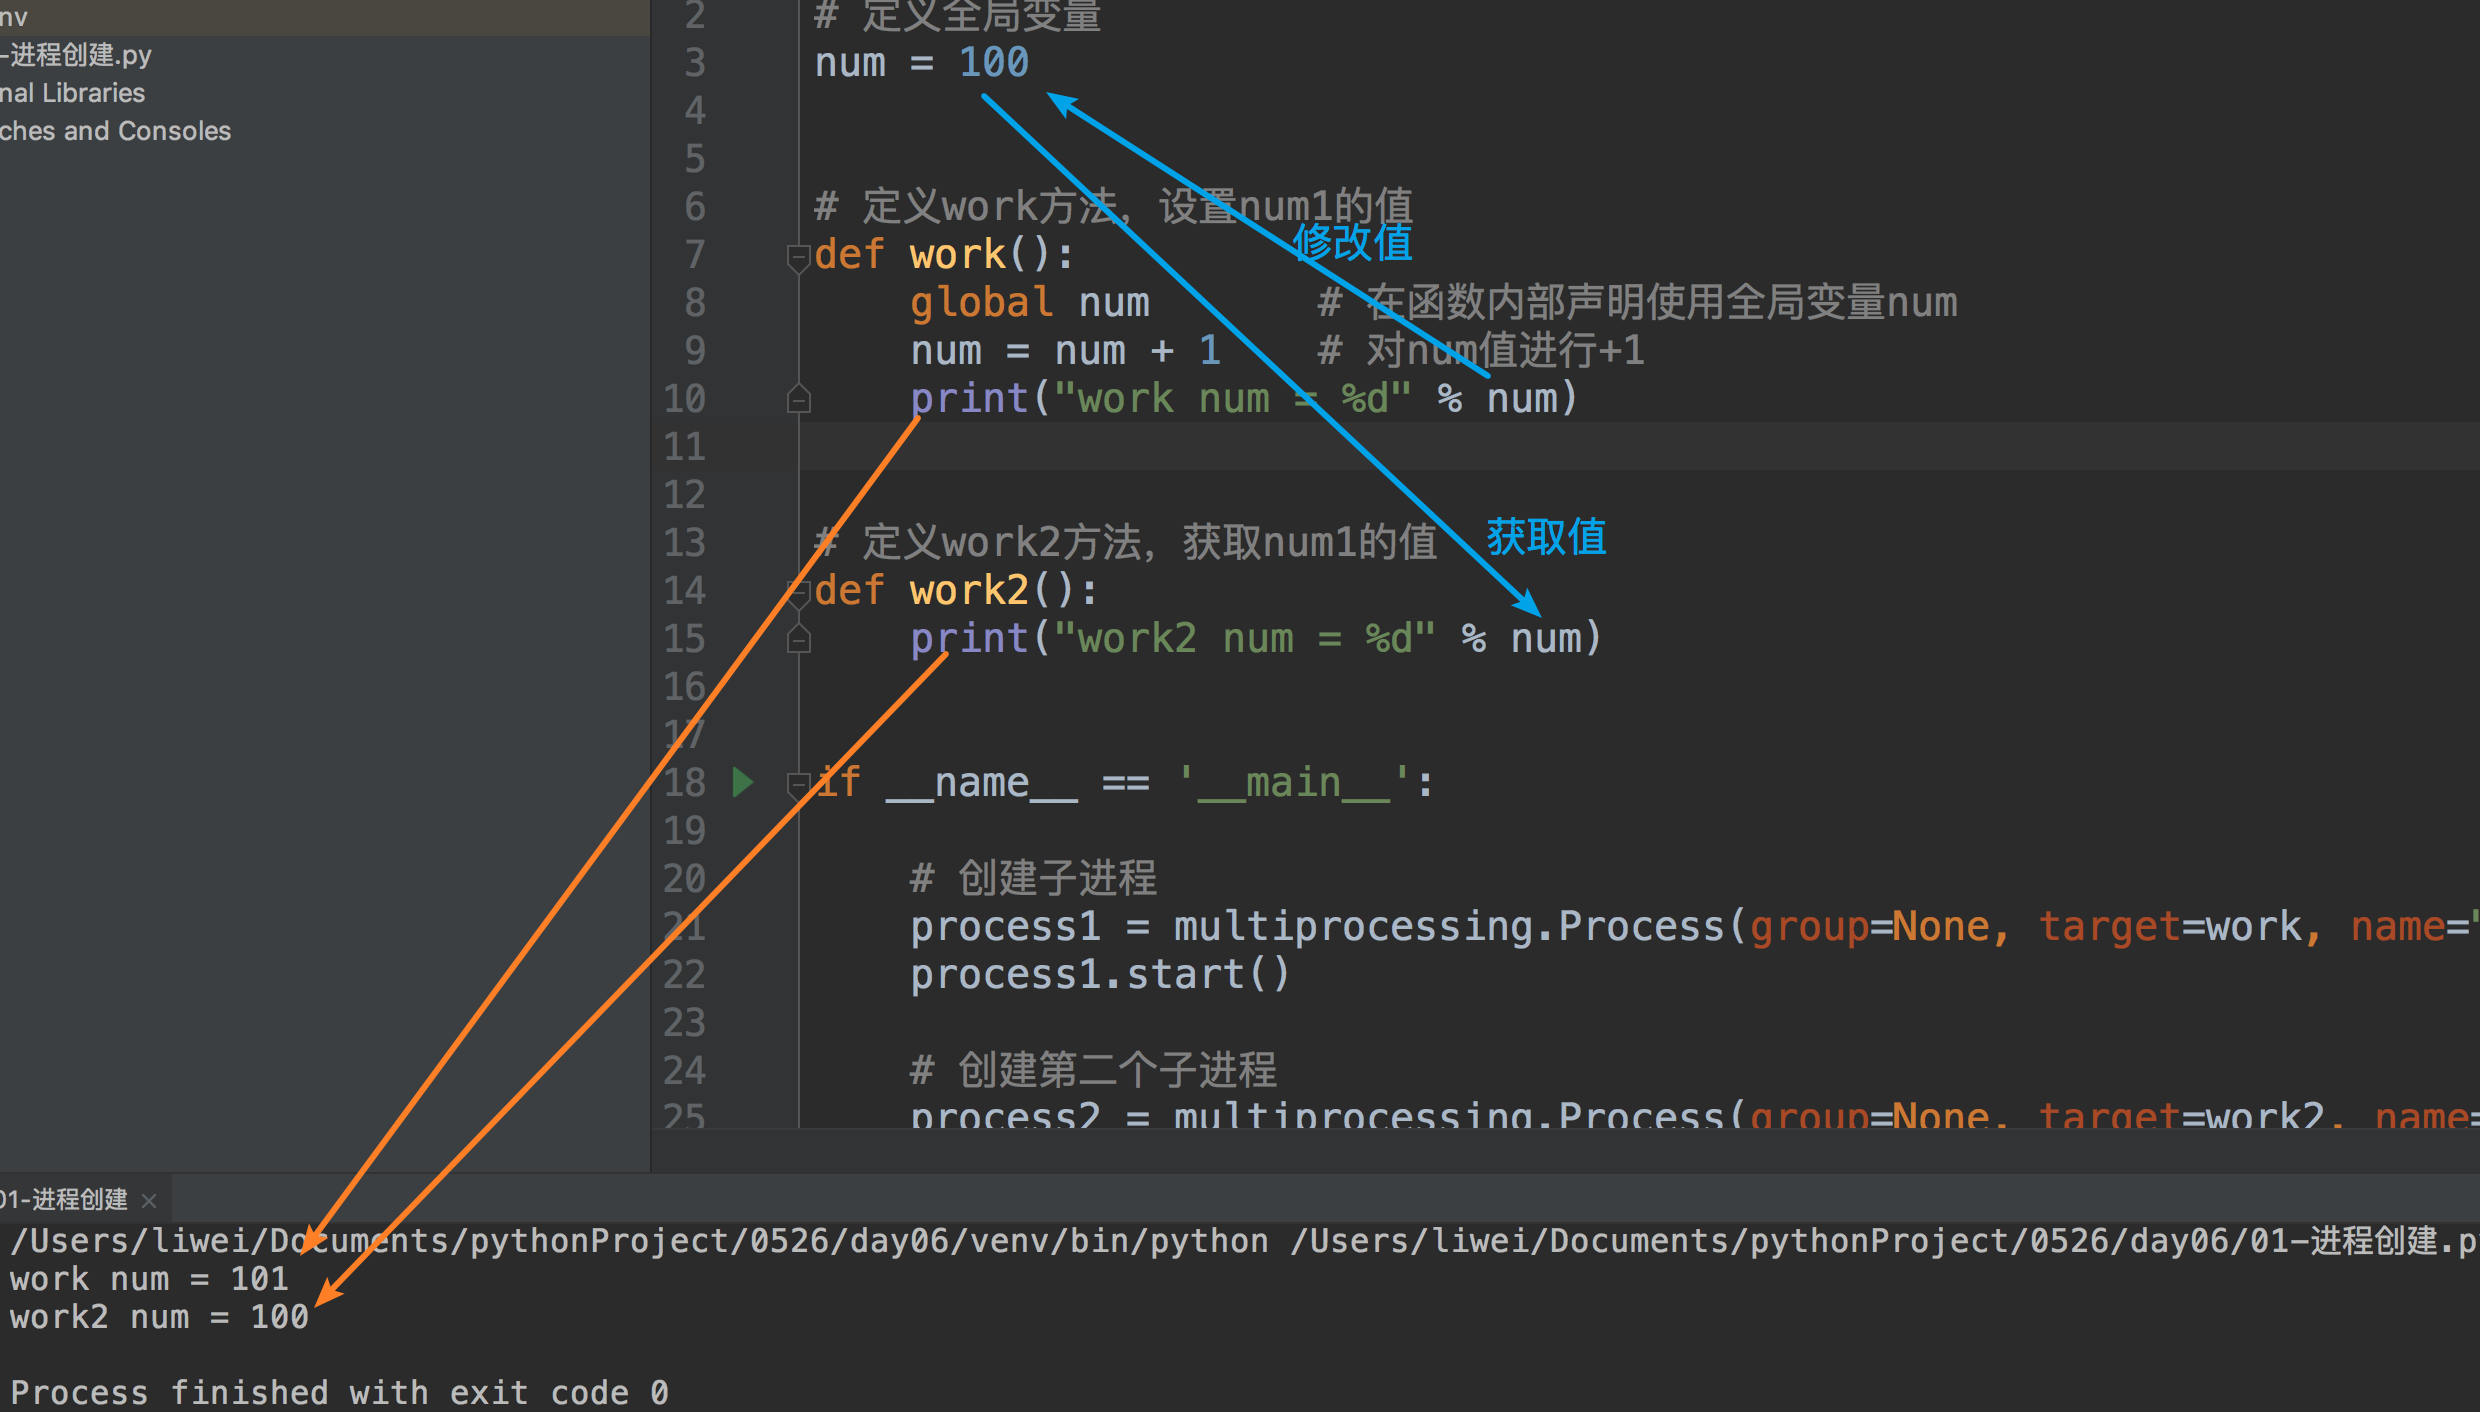 nv
-进程创建.py
nal Libraries
ches and Consoles
2 # 定义全局变量
3 num = 100
4
5
6 # 定义work方法，设置num1的值
修改值
7 def work():
8 global num # 在函数内部声明使用全局变量num
9 num = num + 1 # 对num值进行+1
10 print("work num = %d" % num)
11
12
13 # 定义work2方法，获取num1的值
获取值
14 def work2():
15 print("work2 num = %d" % num)
16
17
18 if __name__ == '__main__':
19
20 # 创建子进程
21 process1 = multiprocessing.Process(group=None, target=work, name="
22 process1.start()
23
24 # 创建第二个子进程
25 process2 = multiprocessing.Process(group=None, target=work2, name=
01-进程创建
/Users/liwei/Documents/pythonProject/0526/day06/venv/bin/python /Users/liwei/Documents/pythonProject/0526/day06/01-进程创建.py
work num = 101
work2 num = 100
Process finished with exit code 0